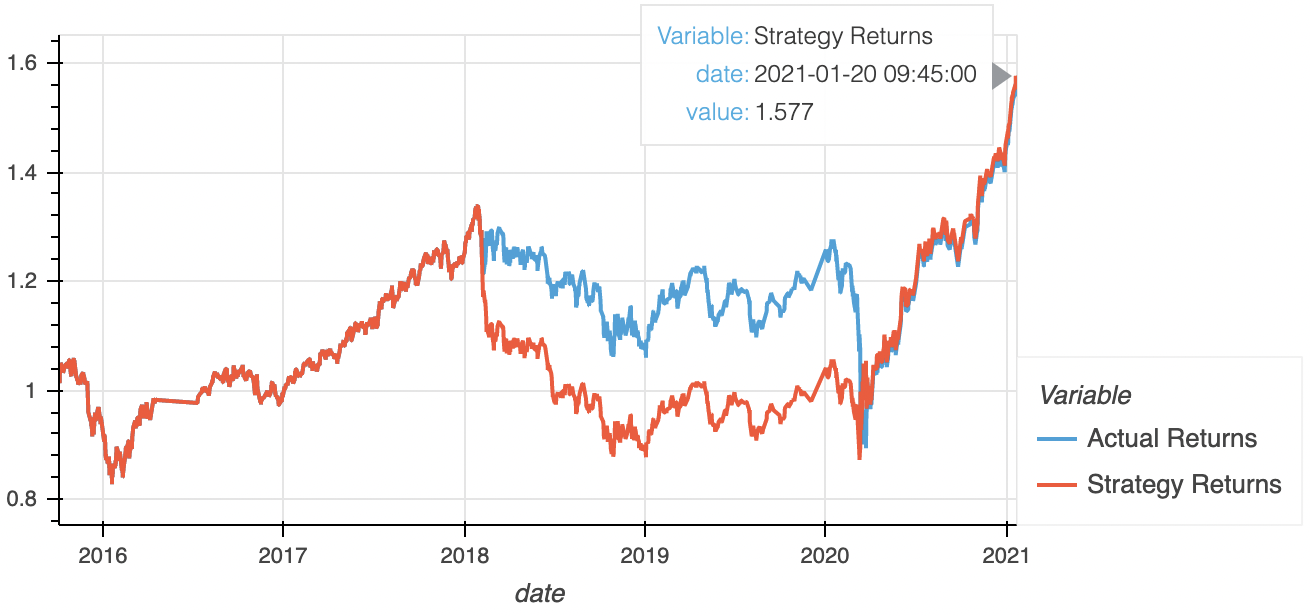 Variable: Strategy Returns
date: 2021-01-20 09:45:00
value: 1.577
1.6
1.4
1.2
1
0.8
2016 2017 2018 2019 2020 2021
date
Variable
Actual Returns
Strategy Returns